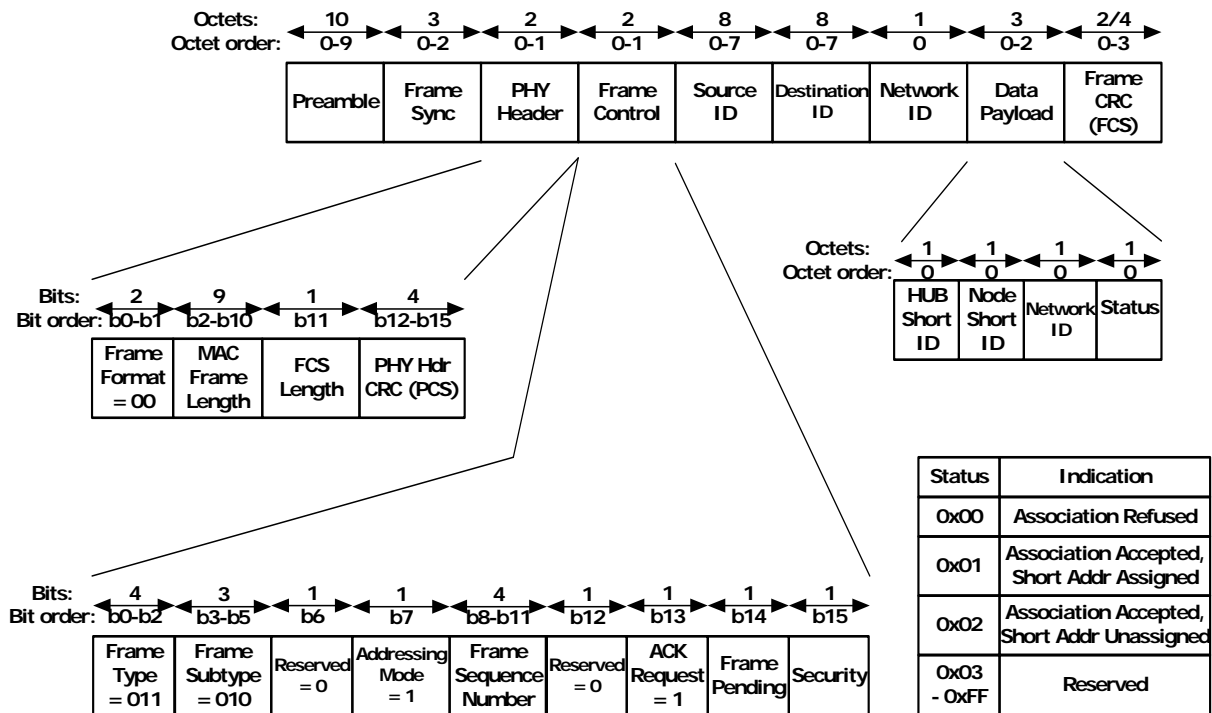 Octets: 10 3 2 2 8 8 1 3 2/4
Octet order: 0-9 0-2 0-1 0-1 0-7 0-7 0 0-2 0-3
Preamble
Frame
Sync
PHY
Header
Frame
Control
Source
ID
Destination
ID
Network
ID
Data
Payload
Frame
CRC
(FCS)
Octets: 1 1 1 1
Octet order: 0 0 0 0
HUB
Short
ID
Node
Short
ID
Network
ID
Status
Bits: 2 9 1 4
Bit order: b0-b1 b2-b10 b11 b12-b15
Frame
Format
= 00
MAC
Frame
Length
FCS
Length
PHY Hdr
CRC (PCS)
Status Indication
0x00 Association Refused
0x01
Association Accepted,
Short Addr Assigned
0x02
Association Accepted,
Short Addr Unassigned
0x03
- 0xFF
Reserved
Bits: 4 3 1 1 4 1 1 1 1
Bit order: b0-b2 b3-b5 b6 b7 b8-b11 b12 b13 b14 b15
Frame
Type
= 011
Frame
Subtype
= 010
Reserved
= 0
Addressing
Mode
= 1
Frame
Sequence
Number
Reserved
= 0
ACK
Request
= 1
Frame
Pending
Security